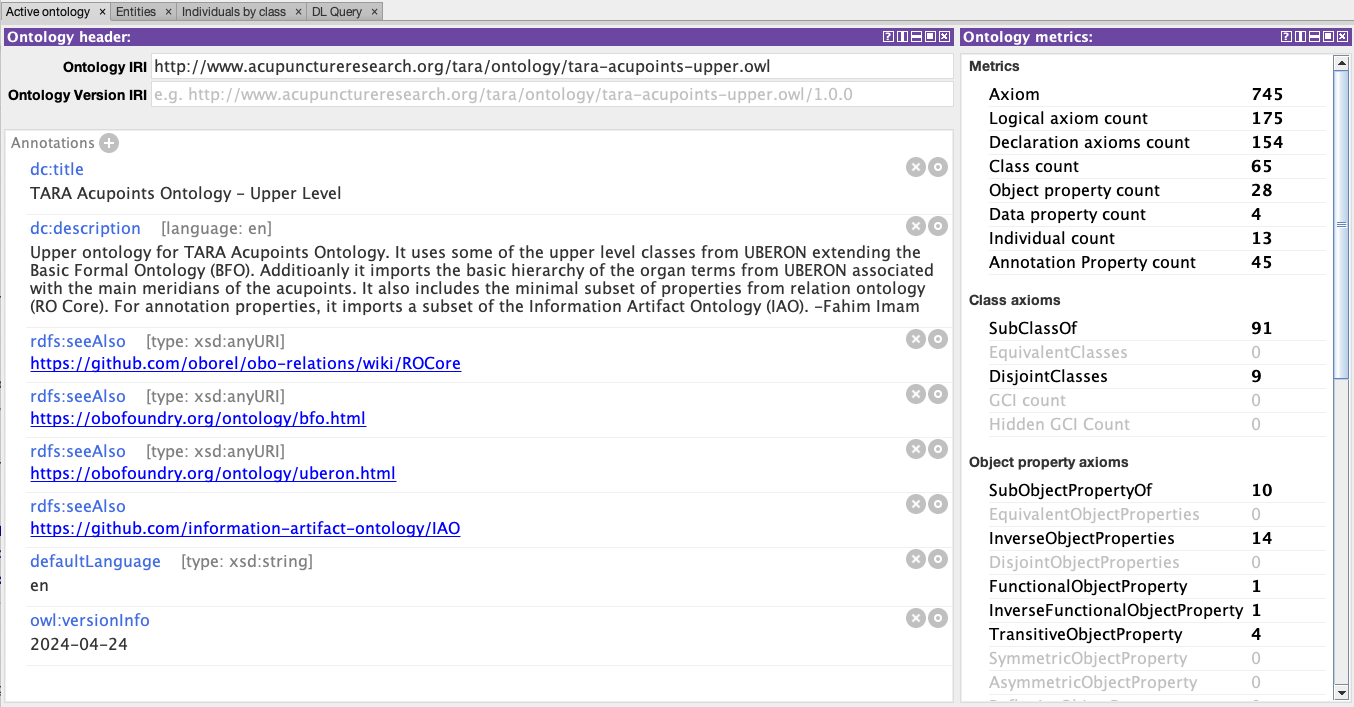 Active ontology × Entities × Individuals by class × DL Query ×
Ontology header:
Ontology IRI http://www.acupunctureresearch.org/tara/ontology/tara-acupoints-upper.owl
Ontology Version IRI e.g. http://www.acupunctureresearch.org/tara/ontology/tara-acupoints-upper.owl/1.0.0
Annotations
dc:title
TARA Acupoints Ontology - Upper Level
dc:description [language: en]
Upper ontology for TARA Acupoints Ontology. It uses some of the upper level classes from UBERON extending the
Basic Formal Ontology (BFO). Additioanly it imports the basic hierarchy of the organ terms from UBERON associated
with the main meridians of the acupoints. It also includes the minimal subset of properties from relation ontology
(RO Core). For annotation properties, it imports a subset of the Information Artifact Ontology (IAO). -Fahim Imam
rdfs:seeAlso [type: xsd:anyURI]
https://github.com/oborel/obo-relations/wiki/ROCore
rdfs:seeAlso [type: xsd:anyURI]
https://obofoundry.org/ontology/bfo.html
rdfs:seeAlso [type: xsd:anyURI]
https://obofoundry.org/ontology/uberon.html
rdfs:seeAlso
https://github.com/information-artifact-ontology/IAO
defaultLanguage [type: xsd:string]
en
owl:versionInfo
2024-04-24
Ontology metrics:
Metrics
Axiom 745
Logical axiom count 175
Declaration axioms count 154
Class count 65
Object property count 28
Data property count 4
Individual count 13
Annotation Property count 45
Class axioms
SubClassOf 91
EquivalentClasses 0
DisjointClasses 9
GCI count 0
Hidden GCI Count 0
Object property axioms
SubObjectPropertyOf 10
EquivalentObjectProperties 0
InverseObjectProperties 14
DisjointObjectProperties 0
FunctionalObjectProperty 1
InverseFunctionalObjectProperty 1
TransitiveObjectProperty 4
SymmetricObjectProperty 0
AsymmetricObjectProperty 0